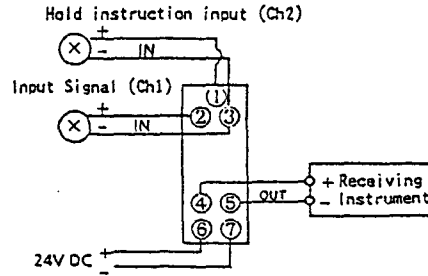 Hold instruction input (Ch2)
+
- IN
Input Signal (Ch1)
+
- IN
①
② ③
④ ⑤
⑥ ⑦
OUT
+ Receiving
- Instrument
24V DC +
-